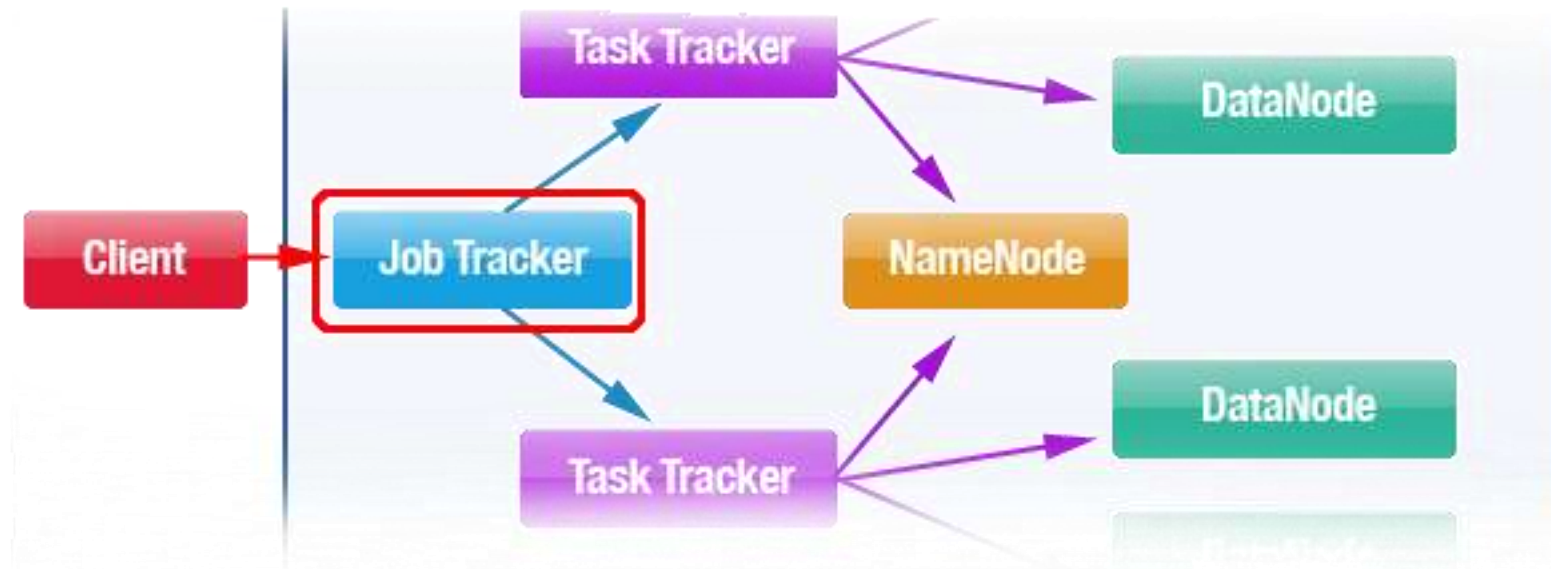 Task Tracker
DataNode
Client
Job Tracker
NameNode
DataNode
Task Tracker